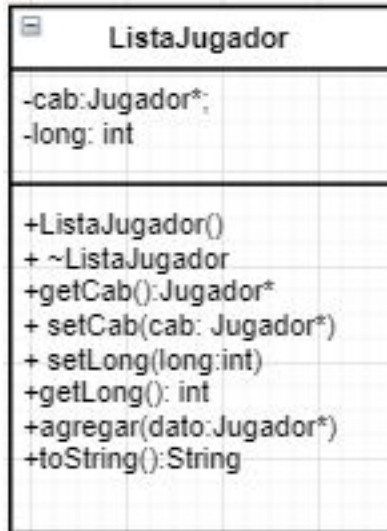 ListaJugador
-cab:Jugador*;
-long: int
+ListaJugador()
+ ~ListaJugador
+getCab():Jugador*
+ setCab(cab: Jugador*)
+ setLong(long:int)
+getLong(): int
+agregar(dato:Jugador*)
+toString():String